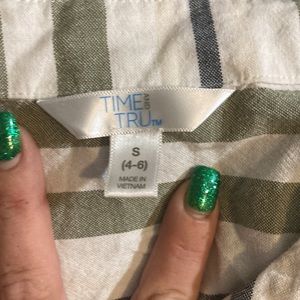 TIME AND
TRU™
S
(4-6)
MADE IN
VIETNAM